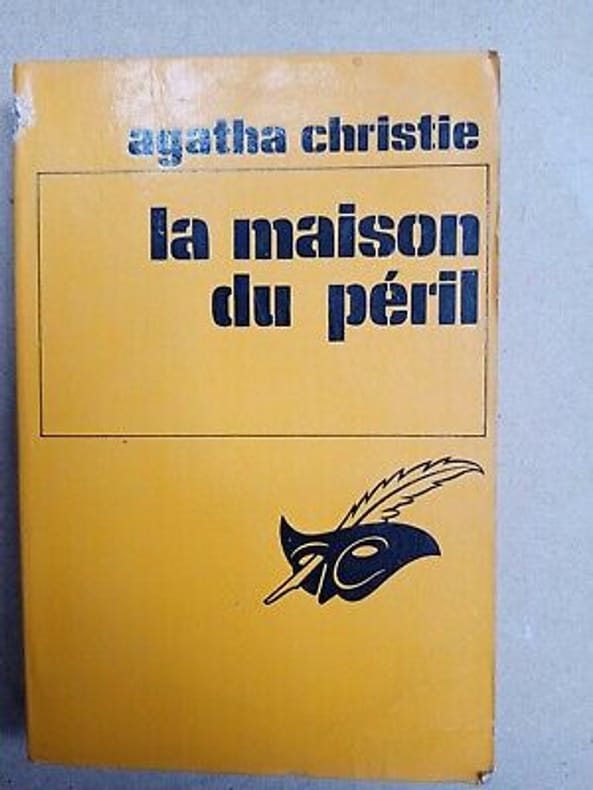 agatha christie
la maison
du péril